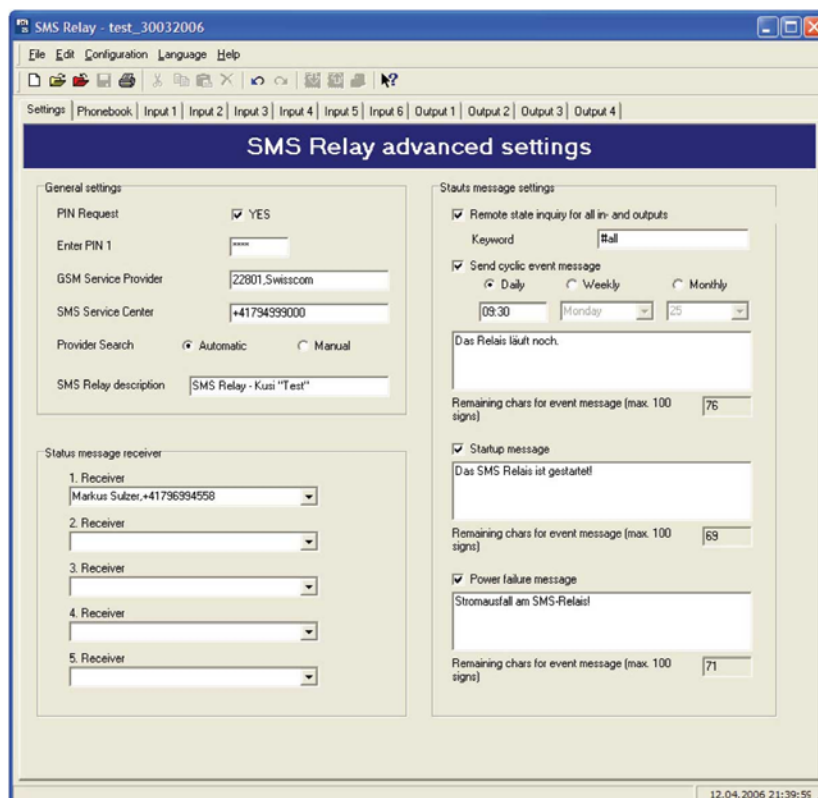 SMS Relay - test_30032006
File Edit Configuration Language Help
Settings Phonebook Input 1 Input 2 Input 3 Input 4 Input 5 Input 6 Output 1 Output 2 Output 3 Output 4
SMS Relay advanced settings
General settings
PIN Request YES
Enter PIN 1 ****
GSM Service Provider 22801,Swisscom
SMS Service Center +41794999000
Provider Search Automatic Manual
SMS Relay description SMS Relay - Kusi "Test"
Status message receiver
1. Receiver
Markus Sulzer,+41796994558
2. Receiver
3. Receiver
4. Receiver
5. Receiver
Stauts message settings
Remote state inquiry for all in- and outputs
Keyword #all
Send cyclic event message
Daily Weekly Monthly
09:30 Monday 25
Das Relais läuft noch.
Remaining chars for event message (max. 100
signs) 76
Startup message
Das SMS Relais ist gestartet!
Remaining chars for event message (max. 100
signs) 69
Power failure message
Stromausfall am SMS-Relais!
Remaining chars for event message (max. 100
signs) 71
12.04.2006 21:39:59